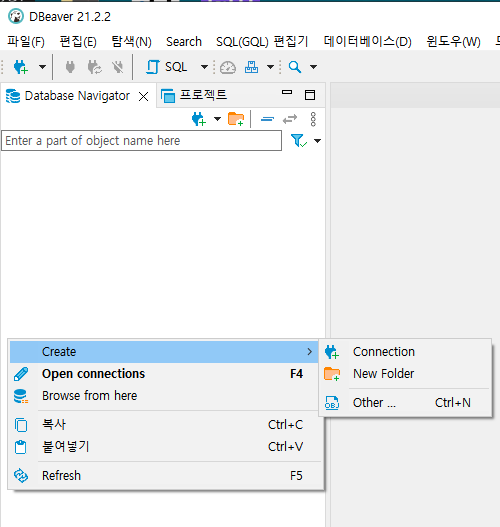 DBeaver 21.2.2
파일(F) 편집(E) 탐색(N) Search SQL(GQL) 편집기 데이터베이스(D) 윈도우(W)
SQL
Database Navigator 프로젝트
Enter a part of object name here
Create
Open connections F4
Browse from here
복사 Ctrl+C
붙여넣기 Ctrl+V
Refresh F5
Connection
New Folder
OBJ Other ... Ctrl+N